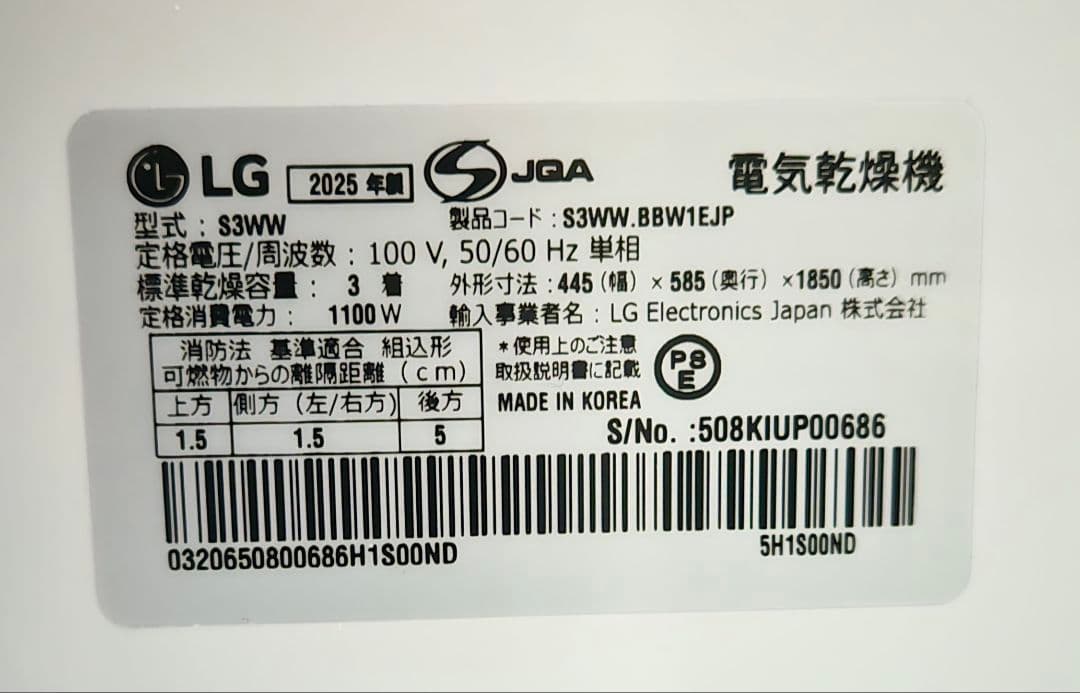 LG 2025 年製 S JQA 電気乾燥機
型式 : S3WW 製品コード : S3WW.BBW1EJP
定格電圧/周波数 : 100 V, 50/60 Hz 単相
標準乾燥容量 : 3 着 外形寸法 : 445 (幅) × 585 (奥行) ×1850 (高さ) mm
定格消費電力 : 1100 W 輸入事業者名 : LG Electronics Japan 株式会社
消防法 基準適合 組込形
可燃物からの離隔距離 (cm)
上方 側方 (左/右方) 後方
1.5 1.5 5
*使用上のご注意
取扱説明書に記載
PS
E
MADE IN KOREA
S/No. :508KIUP00686
0320650800686H1S00ND 5H1S00ND